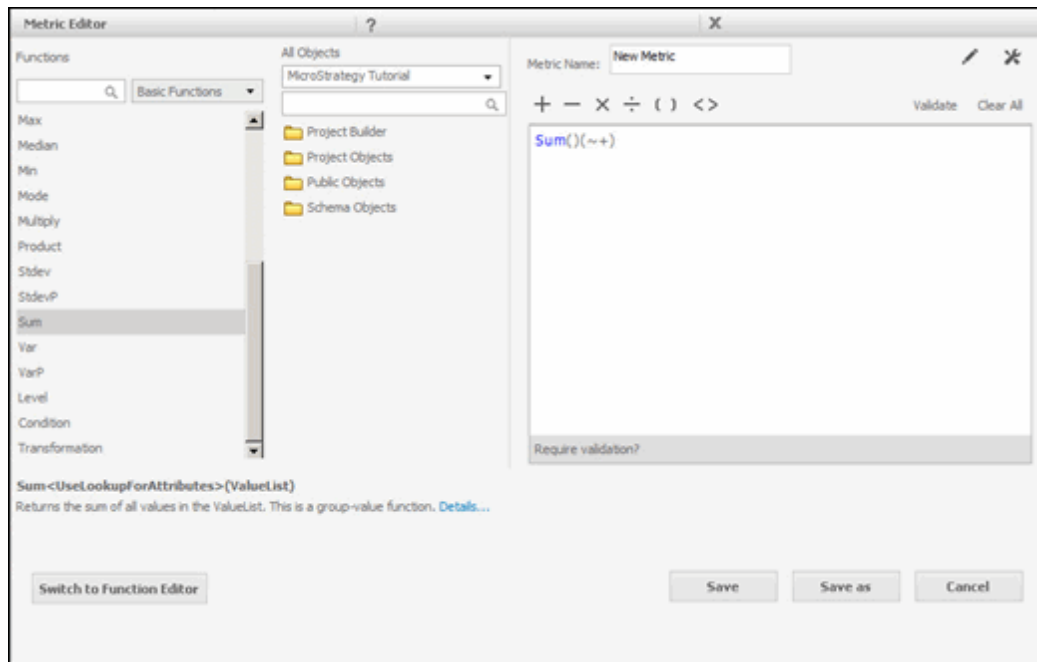 Metric Editor ? X
Functions
Basic Functions
Max
Median
Min
Mode
Multiply
Product
Stdev
StdevP
Sum
Var
VarP
Level
Condition
Transformation
All Objects
MicroStrategy Tutorial
Project Builder
Project Objects
Public Objects
Schema Objects
Metric Name: New Metric
+ − × ÷ ( ) <> Validate Clear All
Sum()(~+)
Require validation?
Sum<UseLookupForAttributes>(ValueList)
Returns the sum of all values in the ValueList. This is a group-value function. Details...
Switch to Function Editor Save Save as Cancel